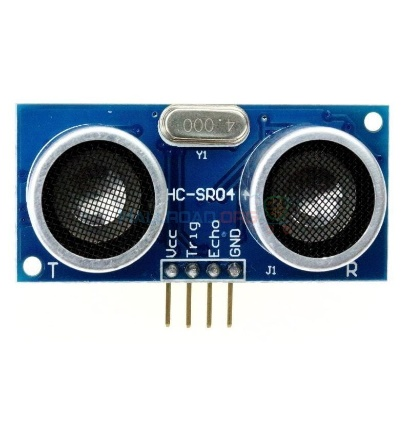 4.000
Y1
HC-SR04
Vcc
Trig
Echo
GND
J1
T
R